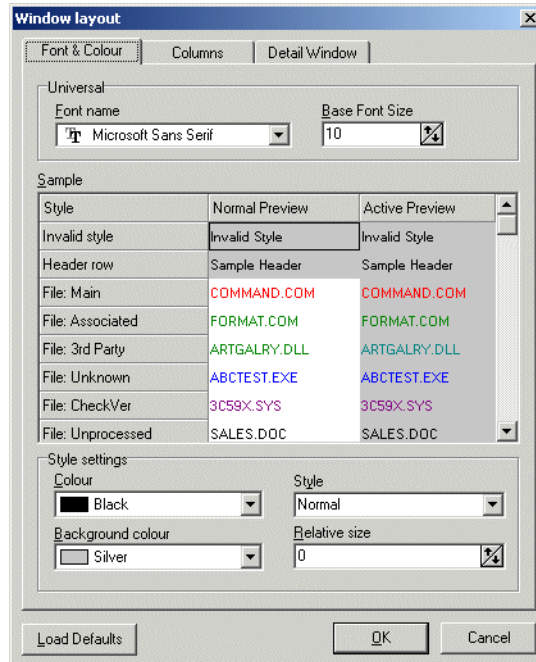 Window layout
Font & Colour Columns Detail Window
Universal
Font name Base Font Size
Microsoft Sans Serif 10
Sample
Style Normal Preview Active Preview
Invalid style Invalid Style Invalid Style
Header row Sample Header Sample Header
File: Main COMMAND.COM COMMAND.COM
File: Associated FORMAT.COM FORMAT.COM
File: 3rd Party ARTGALRY.DLL ARTGALRY.DLL
File: Unknown ABCTEST.EXE ABCTEST.EXE
File: CheckVer 3C59X.SYS 3C59X.SYS
File: Unprocessed SALES.DOC SALES.DOC
Style settings
Colour Style
Black Normal
Background colour Relative size
Silver 0
Load Defaults OK Cancel